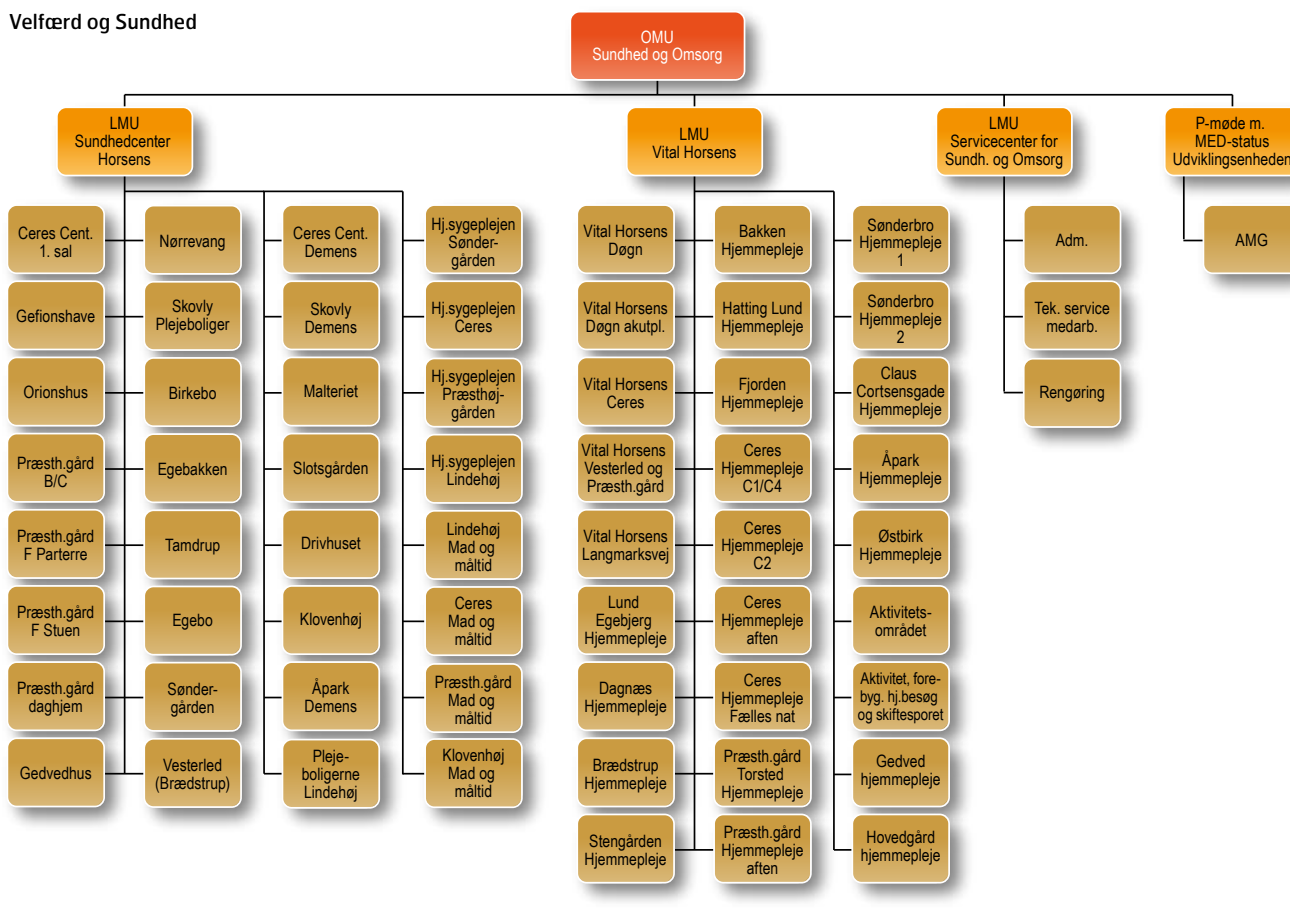 Velfærd og Sundhed
OMU
Sundhed og Omsorg
LMU
Sundhedcenter
Horsens
LMU
Vital Horsens
LMU
Servicecenter for
Sundh. og Omsorg
P-møde m.
MED-status
Udviklingsenheden
Ceres Cent.
1. sal
Gefionshave
Orionshus
Præsth.gård
B/C
Præsth.gård
F Parterre
Præsth.gård
F Stuen
Præsth.gård
daghjem
Gedvedhus
Nørrevang
Skovly
Plejeboliger
Birkebo
Egebakken
Tamdrup
Egebo
Sønder-
gården
Vesterled
(Brædstrup)
Ceres Cent.
Demens
Skovly
Demens
Malteriet
Slotsgården
Drivhuset
Klovenhøj
Åpark
Demens
Pleje-
boligerne
Lindehøj
Hj.sygeplejen
Sønder-
gården
Hj.sygeplejen
Ceres
Hj.sygeplejen
Præsthøj-
gården
Hj.sygeplejen
Lindehøj
Lindehøj
Mad og
måltid
Ceres
Mad og
måltid
Præsth.gård
Mad og
måltid
Klovenhøj
Mad og
måltid
Vital Horsens
Døgn
Vital Horsens
Døgn akutpl.
Vital Horsens
Ceres
Vital Horsens
Vesterled og
Præsth.gård
Vital Horsens
Langmarksvej
Lund
Egebjerg
Hjemmepleje
Dagnæs
Hjemmepleje
Brædstrup
Hjemmepleje
Stengården
Hjemmepleje
Bakken
Hjemmepleje
Hatting Lund
Hjemmepleje
Fjorden
Hjemmepleje
Ceres
Hjemmepleje
C1/C4
Ceres
Hjemmepleje
C2
Ceres
Hjemmepleje
aften
Ceres
Hjemmepleje
Fælles nat
Præsth.gård
Torsted
Hjemmepleje
Præsth.gård
Hjemmepleje
aften
Sønderbro
Hjemmepleje
1
Sønderbro
Hjemmepleje
2
Claus
Cortsensgade
Hjemmepleje
Åpark
Hjemmepleje
Østbirk
Hjemmepleje
Aktivitets-
området
Aktivitet, fore-
byg. hj.besøg
og skiftesporet
Gedved
hjemmepleje
Hovedgård
hjemmepleje
Adm.
Tek. service
medarb.
Rengøring
AMG